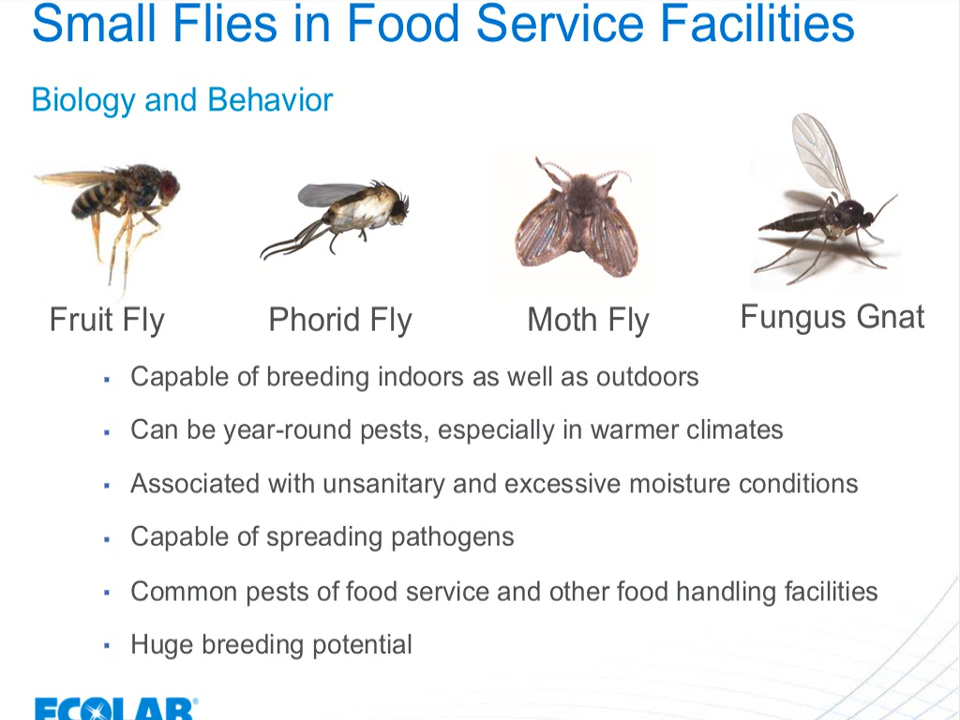 Small Flies in Food Service Facilities
Biology and Behavior
Fruit Fly
Phorid Fly
Moth Fly
Fungus Gnat
▪ Capable of breeding indoors as well as outdoors
▪ Can be year-round pests, especially in warmer climates
▪ Associated with unsanitary and excessive moisture conditions
▪ Capable of spreading pathogens
▪ Common pests of food service and other food handling facilities
▪ Huge breeding potential
ECOLAB®